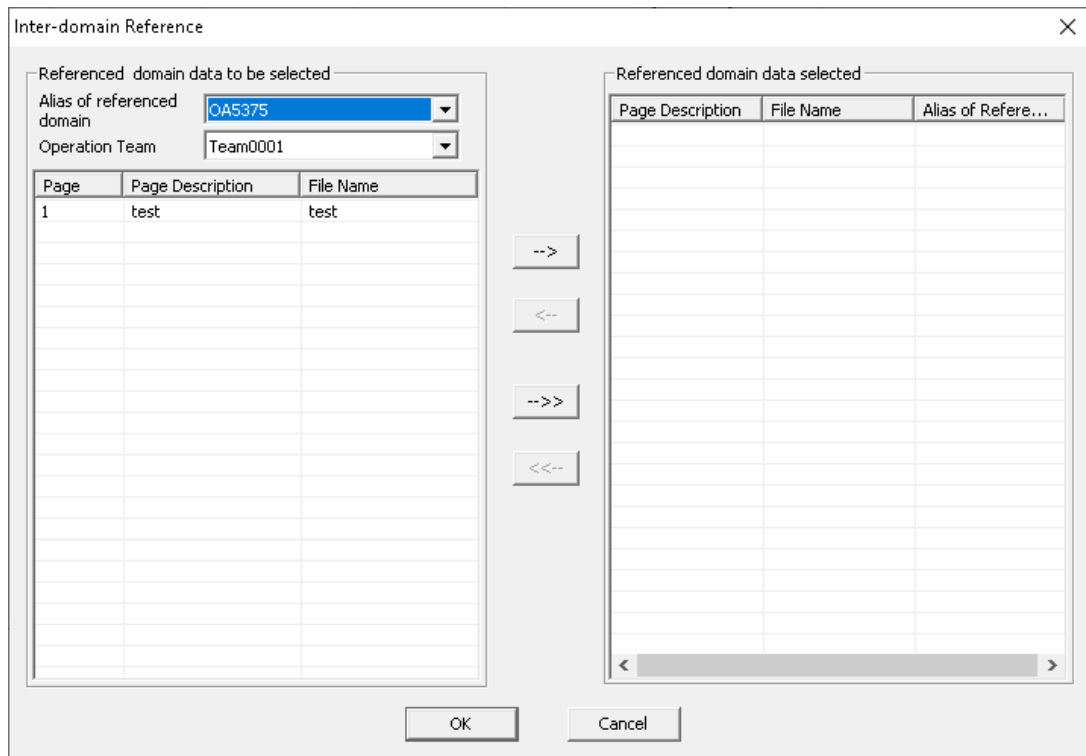 Inter-domain Reference
Referenced domain data to be selected
Alias of referenced
domain
OA5375
Operation Team
Team0001
Page Page Description File Name
1 test test
-->
<--
-->>
<<--
Referenced domain data selected
Page Description File Name Alias of Refere...
OK Cancel